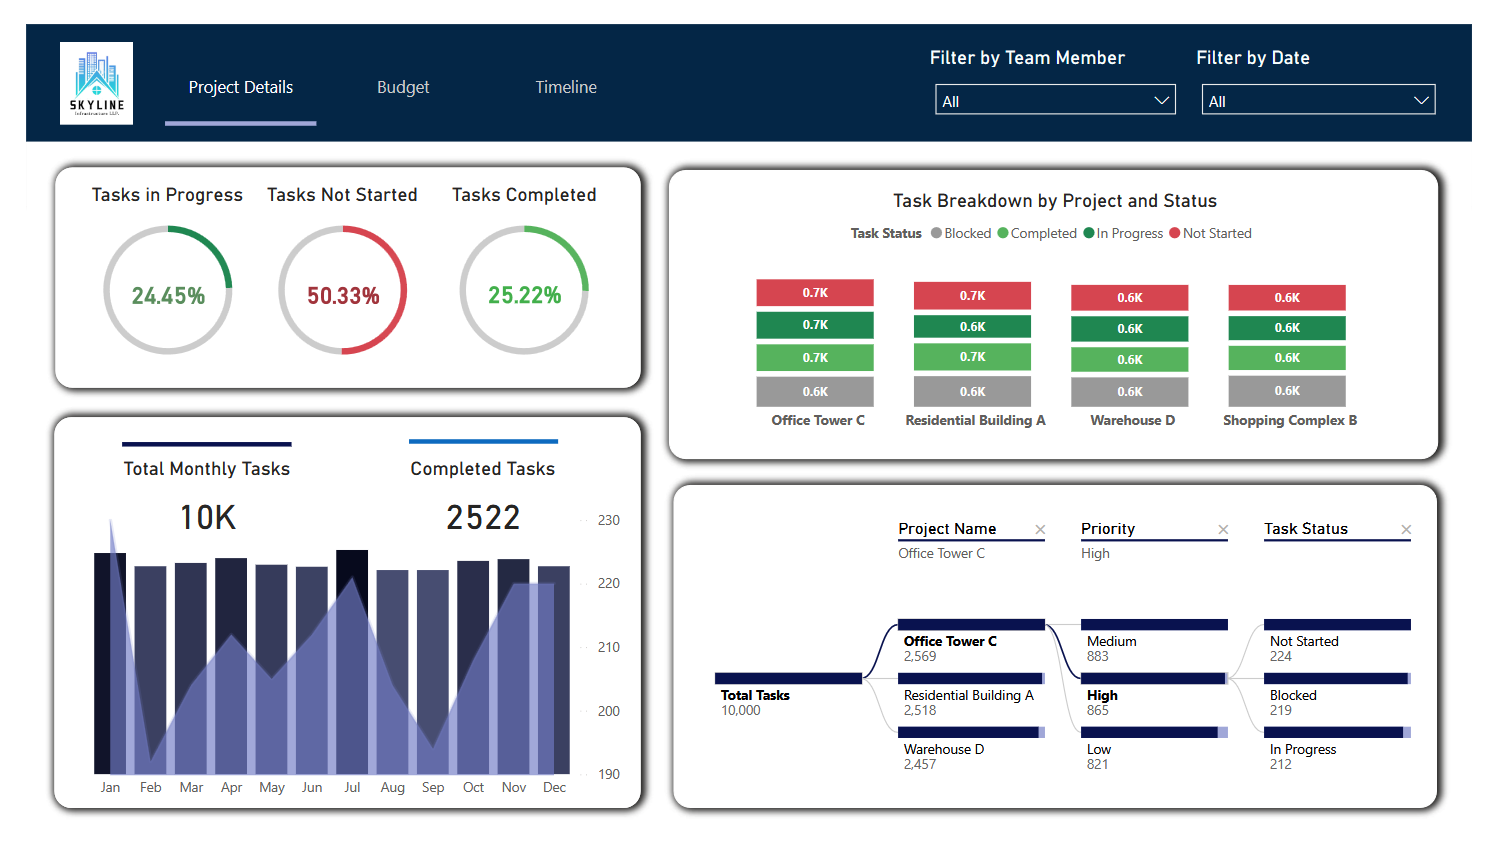 SKYLINE
Infrastructure LLP.
Project Details
Budget
Timeline
Filter by Team Member
All
Filter by Date
All
Tasks in Progress
Tasks Not Started
Tasks Completed
24.45%
50.33%
25.22%
Task Breakdown by Project and Status
Task Status Blocked Completed In Progress Not Started
0.7K 0.7K 0.6K 0.6K
0.7K 0.6K 0.6K 0.6K
0.7K 0.7K 0.6K 0.6K
0.6K 0.6K 0.6K 0.6K
Office Tower C Residential Building A Warehouse D Shopping Complex B
Total Monthly Tasks
10K
Completed Tasks
2522
230
220
210
200
190
Jan Feb Mar Apr May Jun Jul Aug Sep Oct Nov Dec
Project Name
Office Tower C
Priority
High
Task Status
Total Tasks
10,000
Office Tower C
2,569
Residential Building A
2,518
Warehouse D
2,457
Medium
883
High
865
Low
821
Not Started
224
Blocked
219
In Progress
212